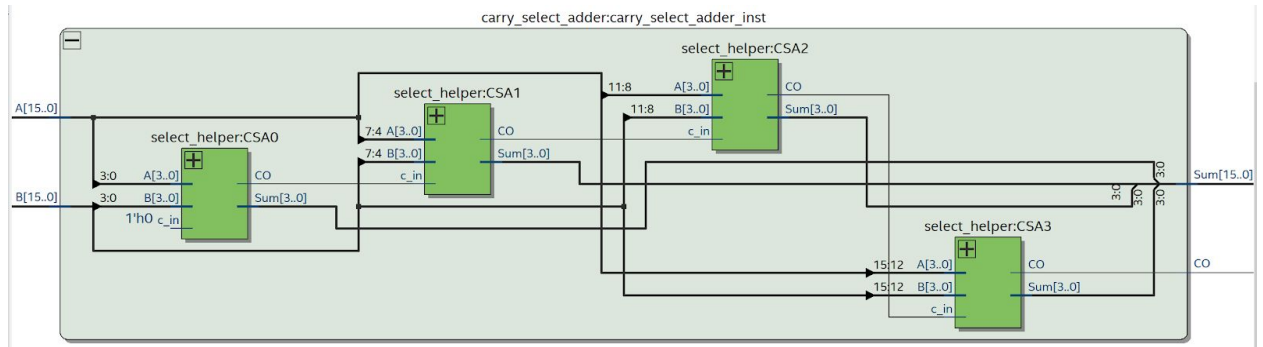 carry_select_adder:carry_select_adder_inst
A[15..0]
B[15..0]
select_helper:CSA0
3:0 A[3..0]
3:0 B[3..0]
1'h0 c_in
CO
Sum[3..0]
select_helper:CSA1
7:4 A[3..0]
7:4 B[3..0]
c_in
CO
Sum[3..0]
select_helper:CSA2
11:8 A[3..0]
11:8 B[3..0]
c_in
CO
Sum[3..0]
select_helper:CSA3
15:12 A[3..0]
15:12 B[3..0]
c_in
CO
Sum[3..0]
3:0
3:0
3:0
3:0
Sum[15..0]
CO